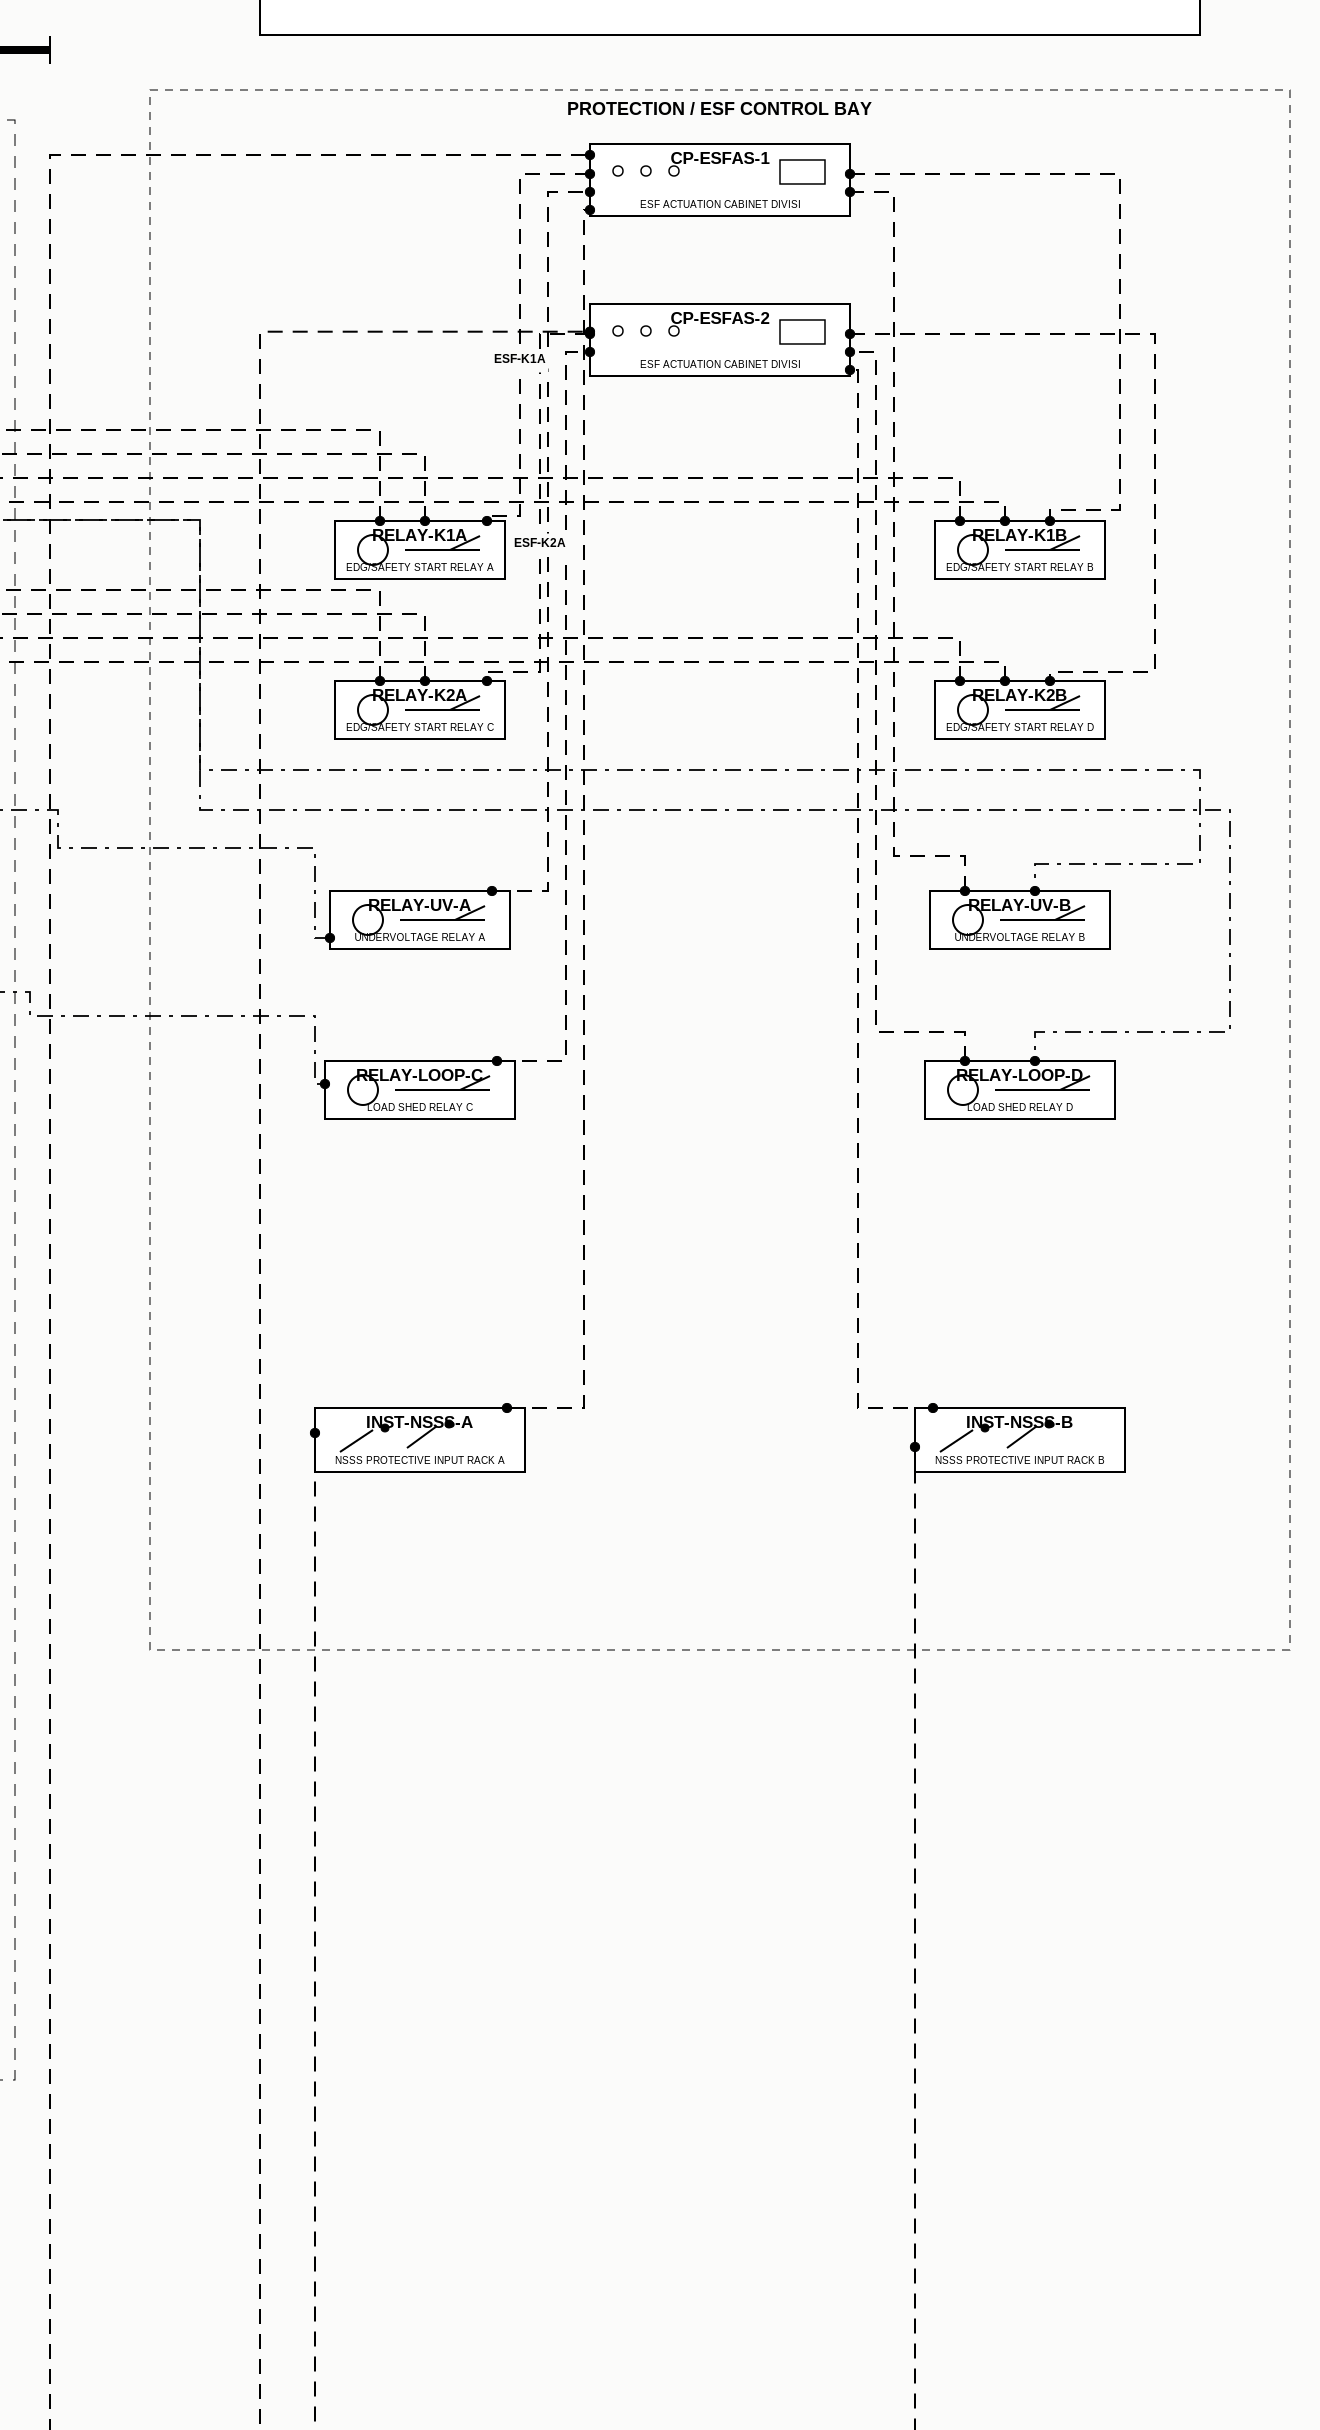 PROTECTION / ESF CONTROL BAY
CP-ESFAS-1
ESF ACTUATION CABINET DIVISI
CP-ESFAS-2
ESF ACTUATION CABINET DIVISI
ESF-K1A
RELAY-K1A
EDG/SAFETY START RELAY A
RELAY-K1B
EDG/SAFETY START RELAY B
ESF-K2A
RELAY-K2A
EDG/SAFETY START RELAY C
RELAY-K2B
EDG/SAFETY START RELAY D
RELAY-UV-A
UNDERVOLTAGE RELAY A
RELAY-UV-B
UNDERVOLTAGE RELAY B
RELAY-LOOP-C
LOAD SHED RELAY C
RELAY-LOOP-D
LOAD SHED RELAY D
INST-NSSS-A
NSSS PROTECTIVE INPUT RACK A
INST-NSSS-B
NSSS PROTECTIVE INPUT RACK B